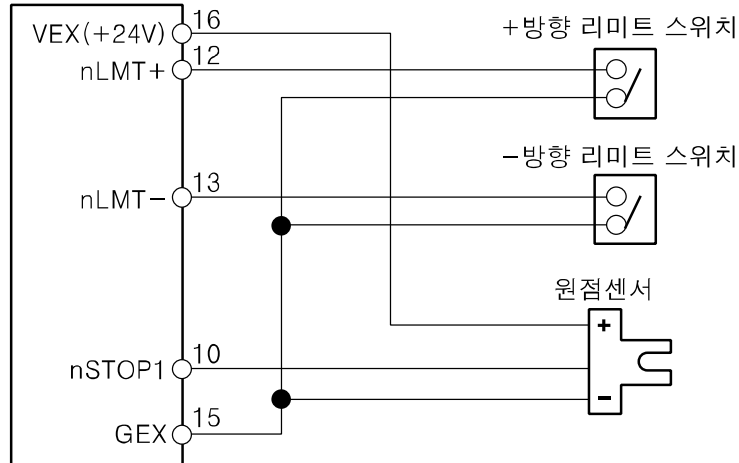 VEX(+24V) 16
nLMT+ 12
+방향 리미트 스위치
nLMT- 13
-방향 리미트 스위치
원점센서
+
nSTOP1 10
-
GEX 15